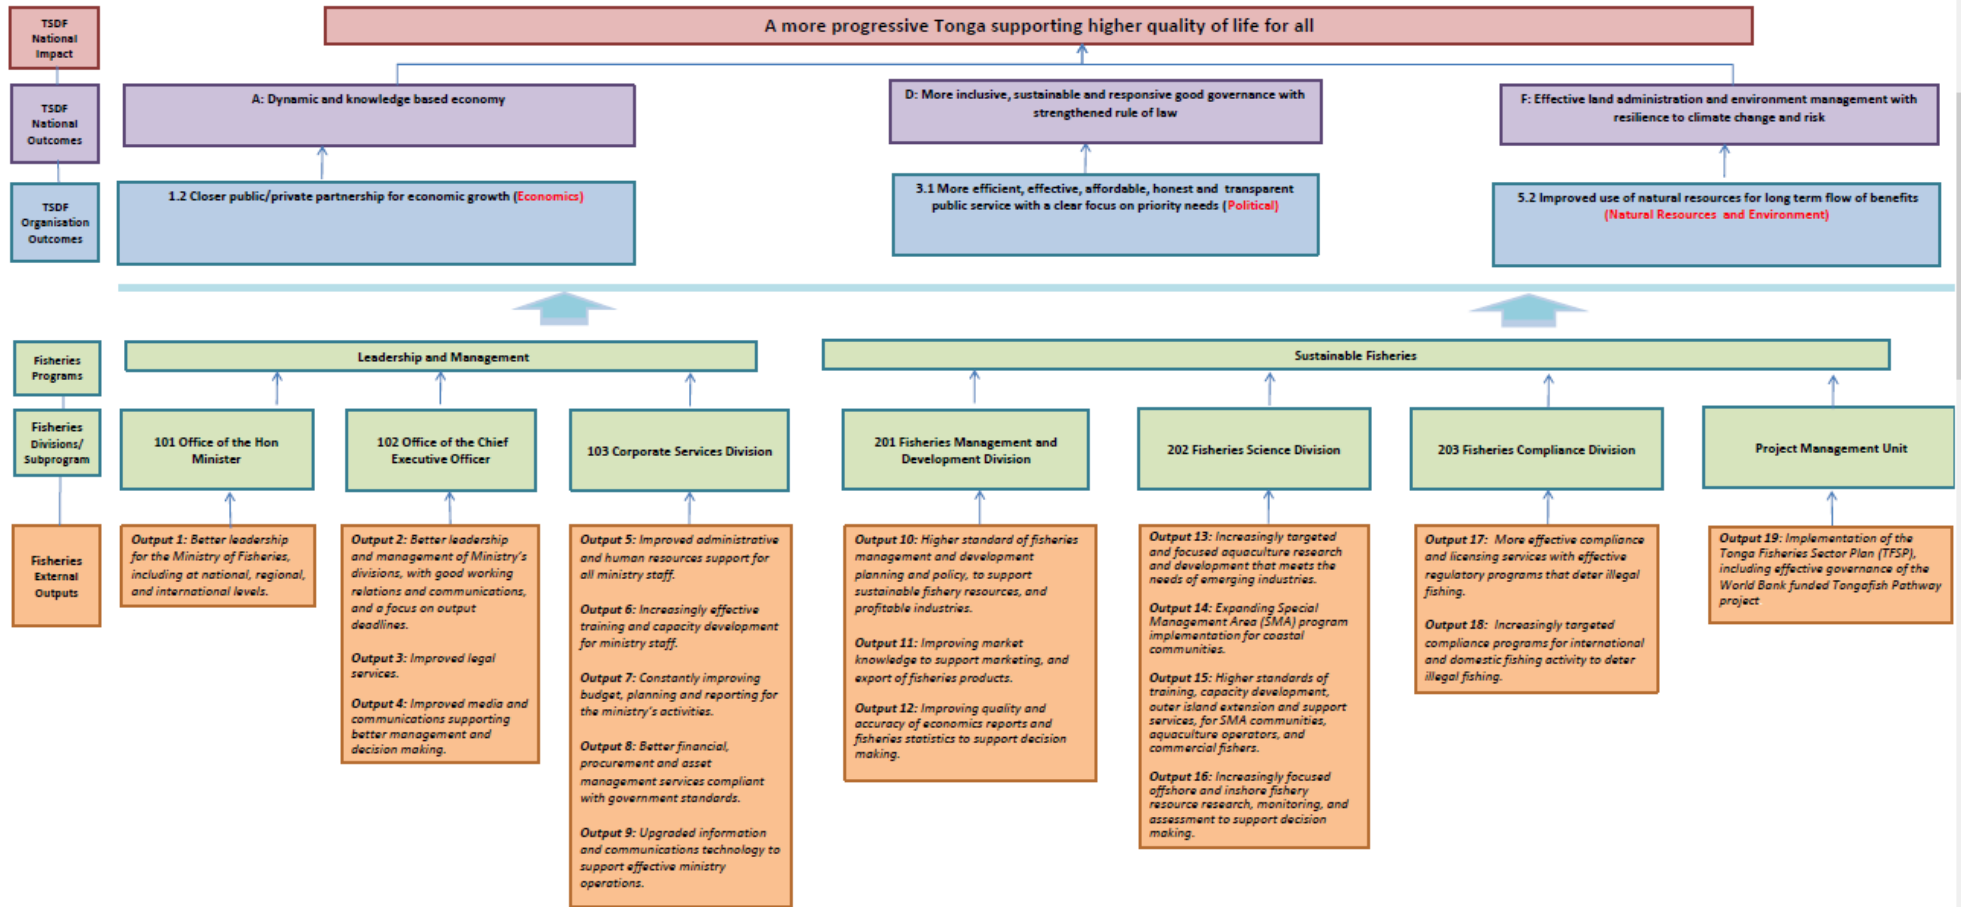 TSDF
National
Impact
A more progressive Tonga supporting higher quality of life for all
TSDF
National
Outcomes
A: Dynamic and knowledge based economy
D: More inclusive, sustainable and responsive good governance with
strengthened rule of law
F: Effective land administration and environment management with
resilience to climate change and risk
TSDF
Organisation
Outcomes
1.2 Closer public/private partnership for economic growth (Economics)
3.1 More efficient, effective, affordable, honest and transparent
public service with a clear focus on priority needs (Political)
5.2 Improved use of natural resources for long term flow of benefits
(Natural Resources and Environment)
Fisheries
Programs
Leadership and Management
Sustainable Fisheries
Fisheries
Divisions/
Subprogram
101 Office of the Hon
Minister
102 Office of the Chief
Executive Officer
103 Corporate Services Division
201 Fisheries Management and
Development Division
202 Fisheries Science Division
203 Fisheries Compliance Division
Project Management Unit
Fisheries
External
Outputs
Output 1: Better leadership
for the Ministry of Fisheries,
including at national, regional,
and international levels.
Output 2: Better leadership
and management of Ministry's
divisions, with good working
relations and communications,
and a focus on output
deadlines.
Output 3: Improved legal
services.
Output 4: Improved media and
communications supporting
better management and
decision making.
Output 5: Improved administrative
and human resources support for
all ministry staff.
Output 6: Increasingly effective
training and capacity development
for ministry staff.
Output 7: Constantly improving
budget, planning and reporting for
the ministry's activities.
Output 8: Better financial,
procurement and asset
management services compliant
with government standards.
Output 9: Upgraded information
and communications technology to
support effective ministry
operations.
Output 10: Higher standard of fisheries
management and development
planning and policy, to support
sustainable fishery resources, and
profitable industries.
Output 11: Improving market
knowledge to support marketing, and
export of fisheries products.
Output 12: Improving quality and
accuracy of economics reports and
fisheries statistics to support decision
making.
Output 13: Increasingly targeted
and focused aquaculture research
and development that meets the
needs of emerging industries.
Output 14: Expanding Special
Management Area (SMA) program
implementation for coastal
communities.
Output 15: Higher standards of
training, capacity development,
outer island extension and support
services, for SMA communities,
aquaculture operators, and
commercial fishers.
Output 16: Increasingly focused
offshore and inshore fishery
resource research, monitoring, and
assessment to support decision
making.
Output 17: More effective compliance
and licensing services with effective
regulatory programs that deter illegal
fishing.
Output 18: Increasingly targeted
compliance programs for international
and domestic fishing activity to deter
illegal fishing.
Output 19: Implementation of the
Tonga Fisheries Sector Plan (TFSP),
including effective governance of the
World Bank funded Tongafish Pathway
project